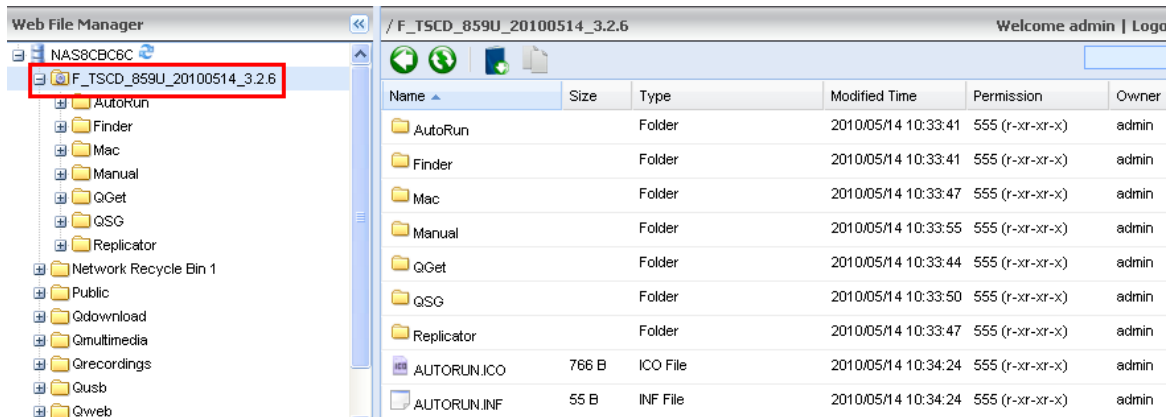 Web File Manager
NAS8CBC6C
F_TSCD_859U_20100514_3.2.6
AutoRun
Finder
Mac
Manual
QGet
QSG
Replicator
Network Recycle Bin 1
Public
Qdownload
Qmultimedia
Qrecordings
Qusb
Qweb
/ F_TSCD_859U_20100514_3.2.6 Welcome admin | Logo
Name Size Type Modified Time Permission Owner
AutoRun Folder 2010/05/14 10:33:41 555 (r-xr-xr-x) admin
Finder Folder 2010/05/14 10:33:41 555 (r-xr-xr-x) admin
Mac Folder 2010/05/14 10:33:47 555 (r-xr-xr-x) admin
Manual Folder 2010/05/14 10:33:55 555 (r-xr-xr-x) admin
QGet Folder 2010/05/14 10:33:44 555 (r-xr-xr-x) admin
QSG Folder 2010/05/14 10:33:50 555 (r-xr-xr-x) admin
Replicator Folder 2010/05/14 10:33:47 555 (r-xr-xr-x) admin
AUTORUN.ICO 766 B ICO File 2010/05/14 10:34:24 555 (r-xr-xr-x) admin
AUTORUN.INF 55 B INF File 2010/05/14 10:34:24 555 (r-xr-xr-x) admin